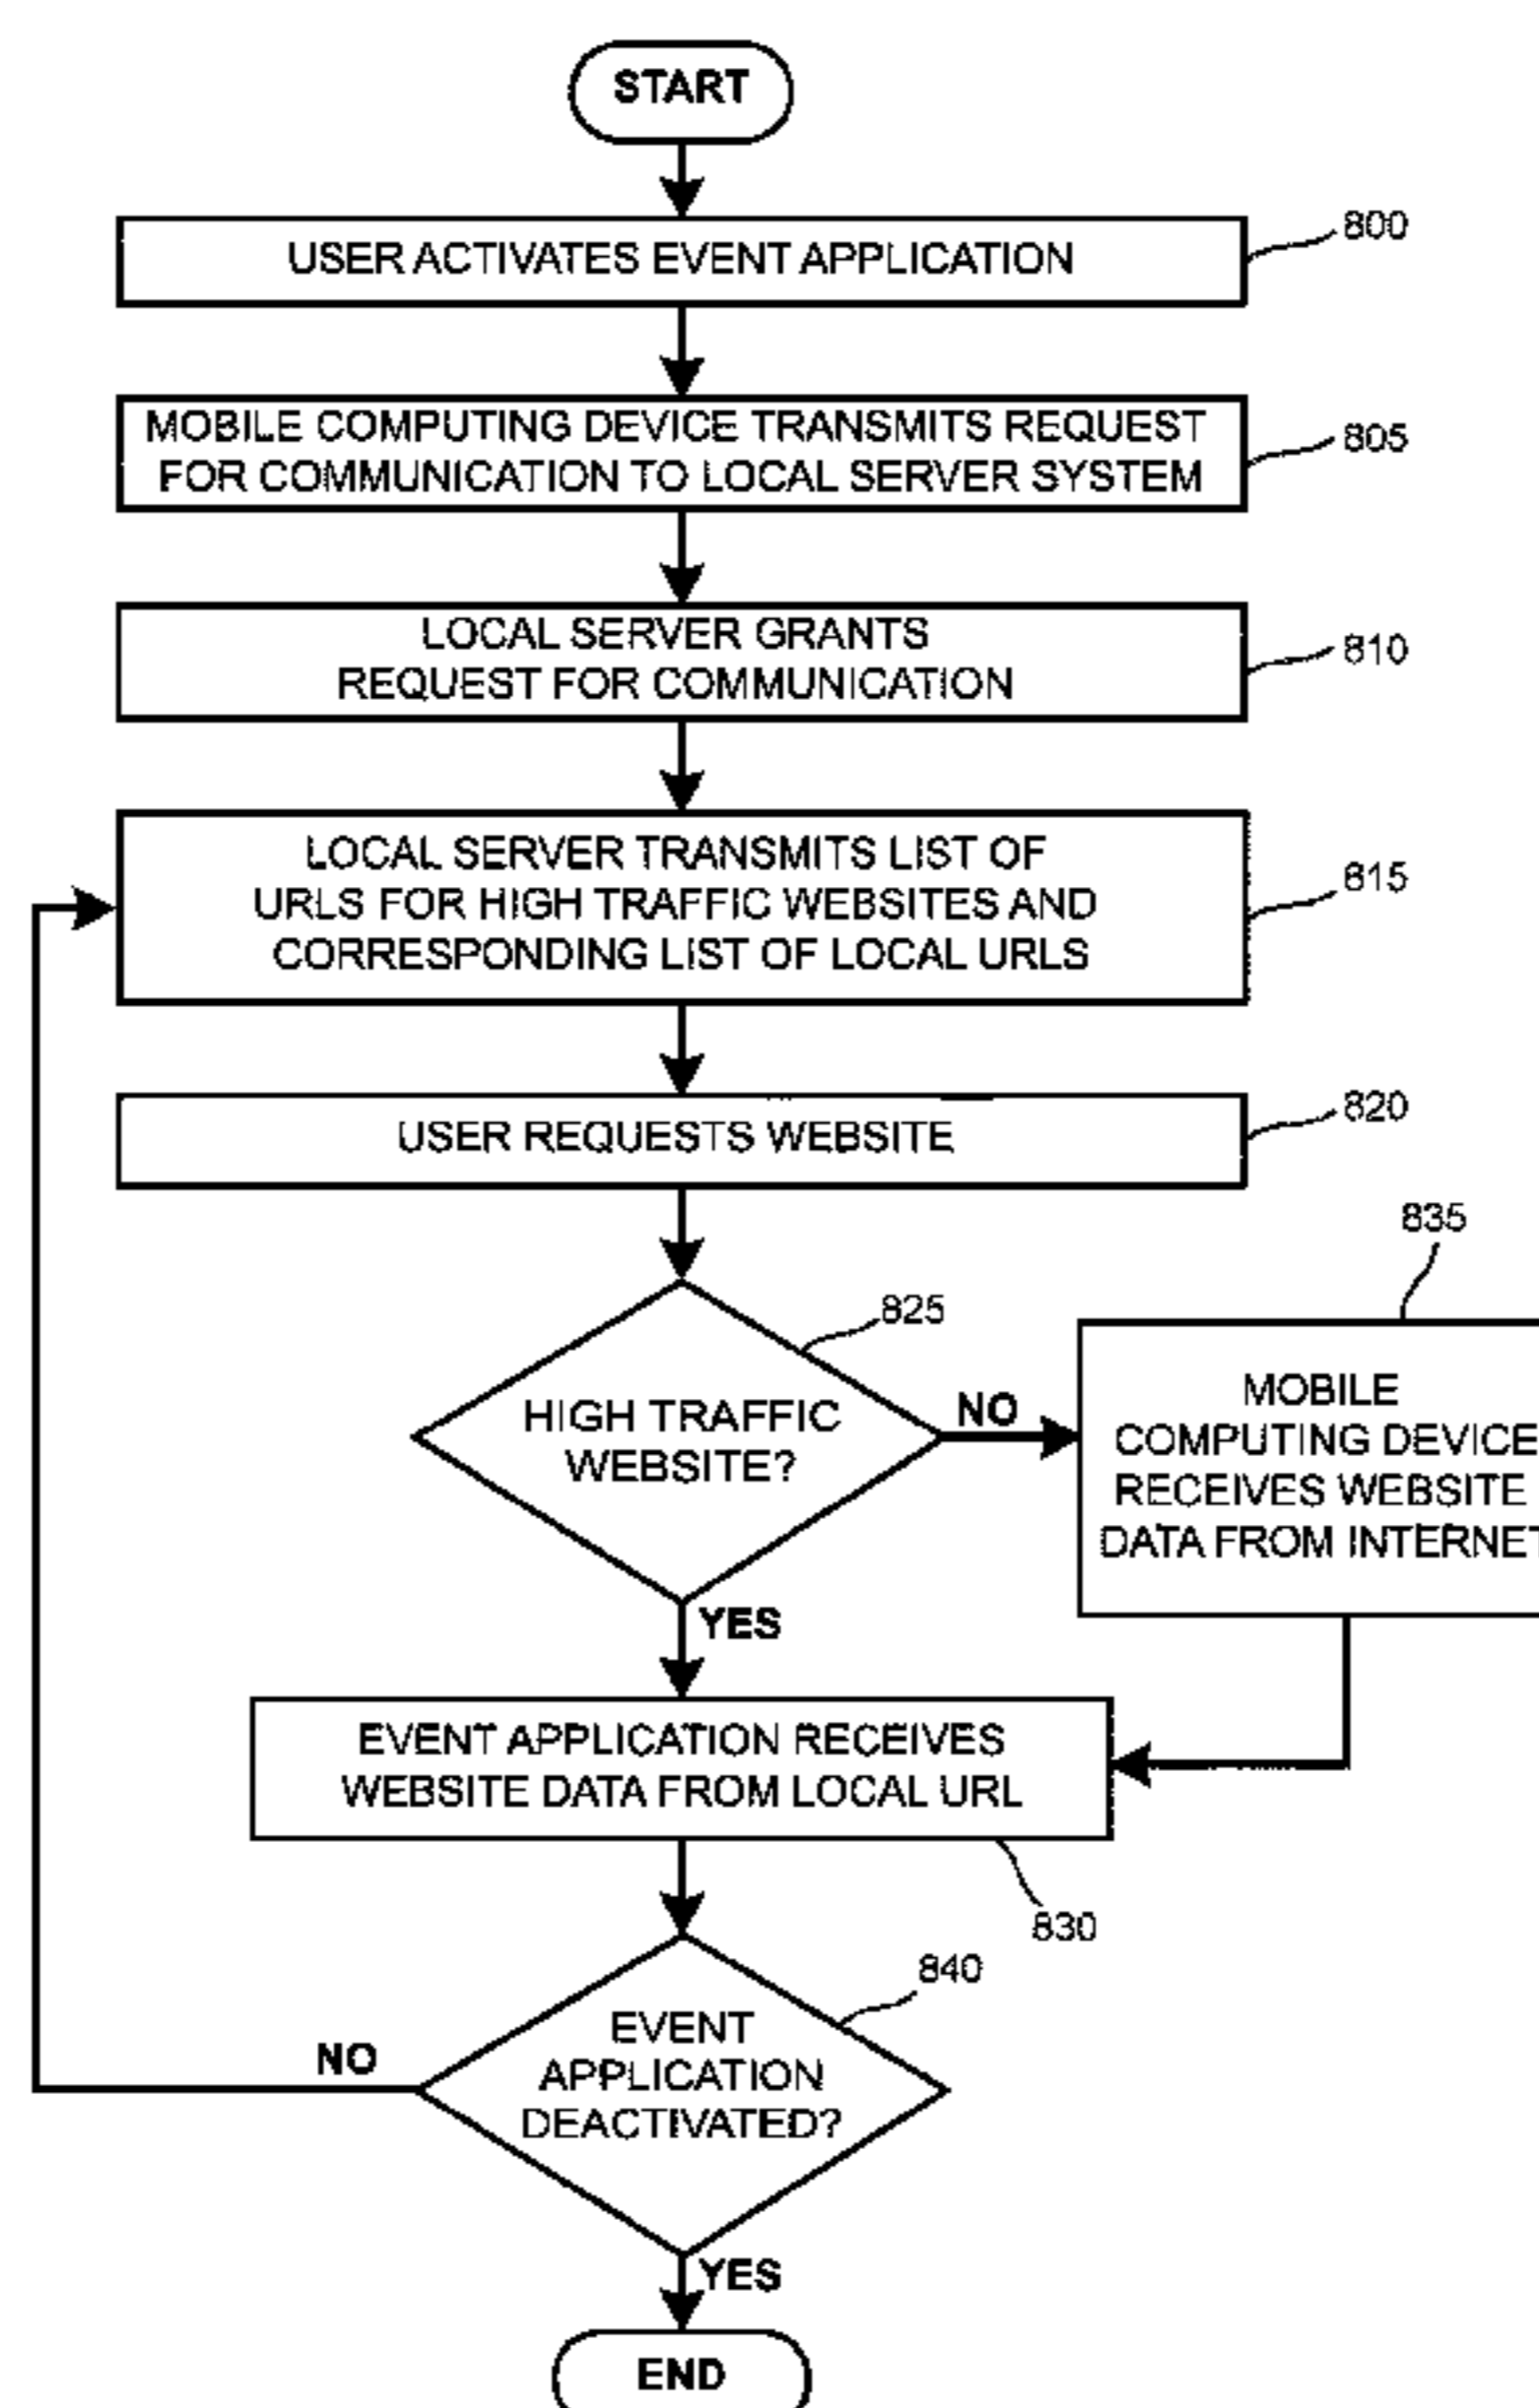 START
USER ACTIVATES EVENT APPLICATION
800
MOBILE COMPUTING DEVICE TRANSMITS REQUEST
FOR COMMUNICATION TO LOCAL SERVER SYSTEM
805
LOCAL SERVER GRANTS
REQUEST FOR COMMUNICATION
810
LOCAL SERVER TRANSMITS LIST OF
URLS FOR HIGH TRAFFIC WEBSITES AND
CORRESPONDING LIST OF LOCAL URLS
815
USER REQUESTS WEBSITE
820
HIGH TRAFFIC
WEBSITE?
825
NO
835
MOBILE
COMPUTING DEVICE
RECEIVES WEBSITE
DATA FROM INTERNET
YES
EVENT APPLICATION RECEIVES
WEBSITE DATA FROM LOCAL URL
830
EVENT
APPLICATION
DEACTIVATED?
840
NO
YES
END